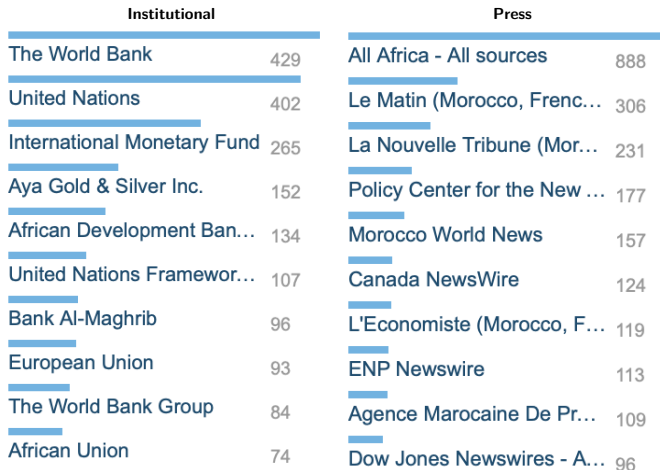 Institutional
The World Bank 429
United Nations 402
International Monetary Fund 265
Aya Gold & Silver Inc. 152
African Development Ban... 134
United Nations Framewor... 107
Bank Al-Maghrib 96
European Union 93
The World Bank Group 84
African Union 74
Press
All Africa - All sources 888
Le Matin (Morocco, Frenc... 306
La Nouvelle Tribune (Mor... 231
Policy Center for the New ... 177
Morocco World News 157
Canada NewsWire 124
L'Economiste (Morocco, F... 119
ENP Newswire 113
Agence Marocaine De Pr... 109
Dow Jones Newswires - A... 96